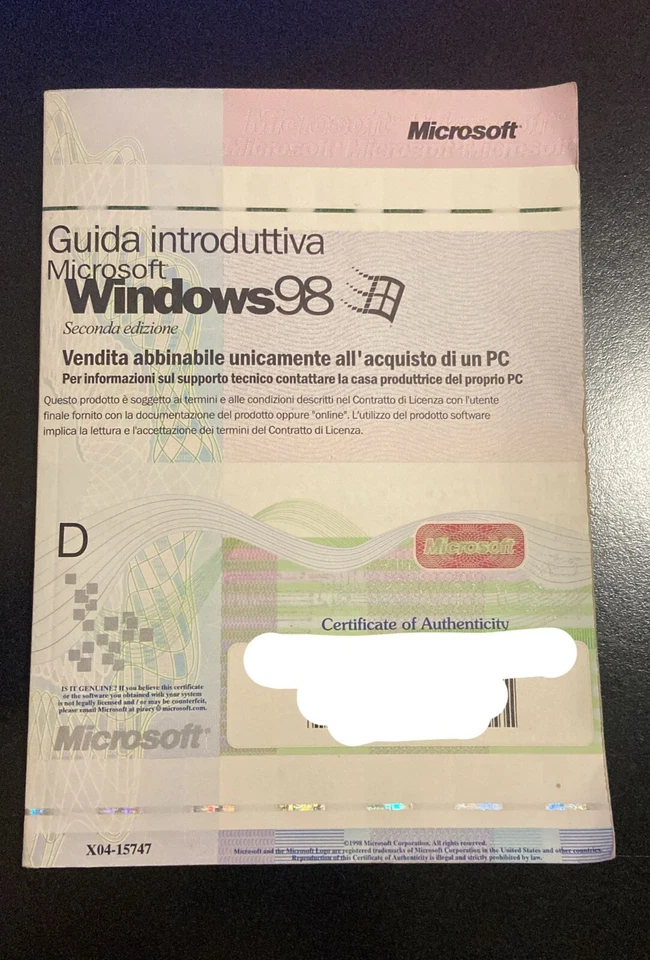 Microsoft
Guida introduttiva
Microsoft
Windows 98
Seconda edizione
Vendita abbinabile unicamente all'acquisto di un PC
Per informazioni sul supporto tecnico contattare la casa produttrice del proprio PC
Questo prodotto è soggetto ai termini e alle condizioni descritti nel Contratto di Licenza con l'utente
finale fornito con la documentazione del prodotto oppure "online". L'utilizzo del prodotto software
implica la lettura e l'accettazione dei termini del Contratto di Licenza.
D
Microsoft
Certificate of Authenticity
IS IT GENUINE? If you believe this certificate
or the software you obtained with your system
is not legally licensed and / or may be counterfeit,
please email Microsoft at piracy@microsoft.com.
Microsoft
X04-15747
©1998 Microsoft Corporation. All rights reserved.
Microsoft and the Microsoft Logo are registered trademarks of Microsoft Corporation in the United States and other countries.
Reproduction of this Certificate of Authenticity is illegal and strictly prohibited by law.